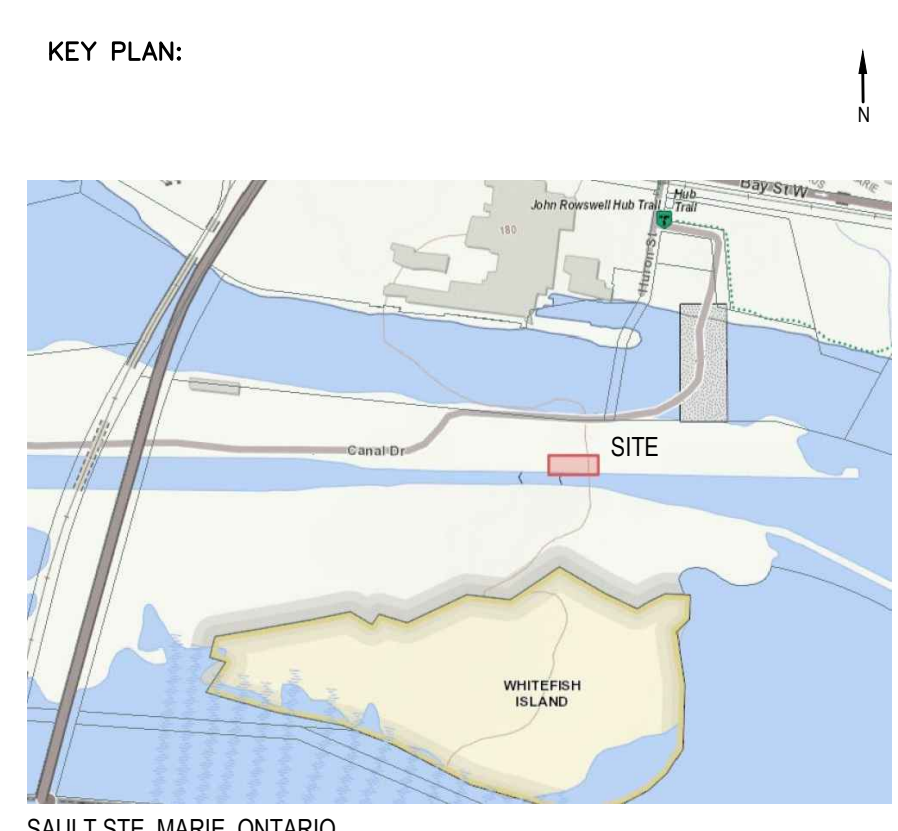 KEY PLAN:
N
Bay St W
John Rowswell Hub Trail
Hub
Trail
180
Huron St
Canal Dr
SITE
WHITEFISH
ISLAND
SAULT STE. MARIE, ONTARIO